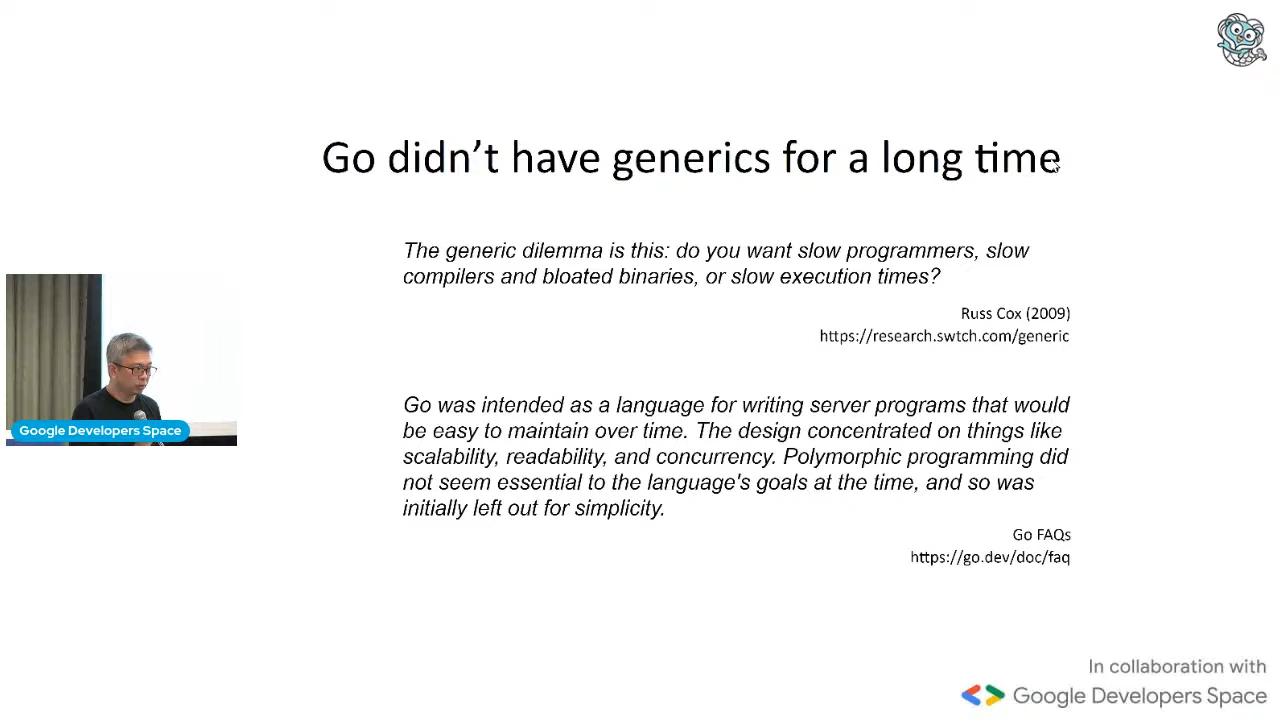 Go didn't have generics for a long time
The generic dilemma is this: do you want slow programmers, slow
compilers and bloated binaries, or slow execution times?
Russ Cox (2009)
https://research.swtch.com/generic
Go was intended as a language for writing server programs that would
be easy to maintain over time. The design concentrated on things like
scalability, readability, and concurrency. Polymorphic programming did
not seem essential to the language's goals at the time, and so was
initially left out for simplicity.
Go FAQs
https://go.dev/doc/faq
Google Developers Space
In collaboration with
Google Developers Space